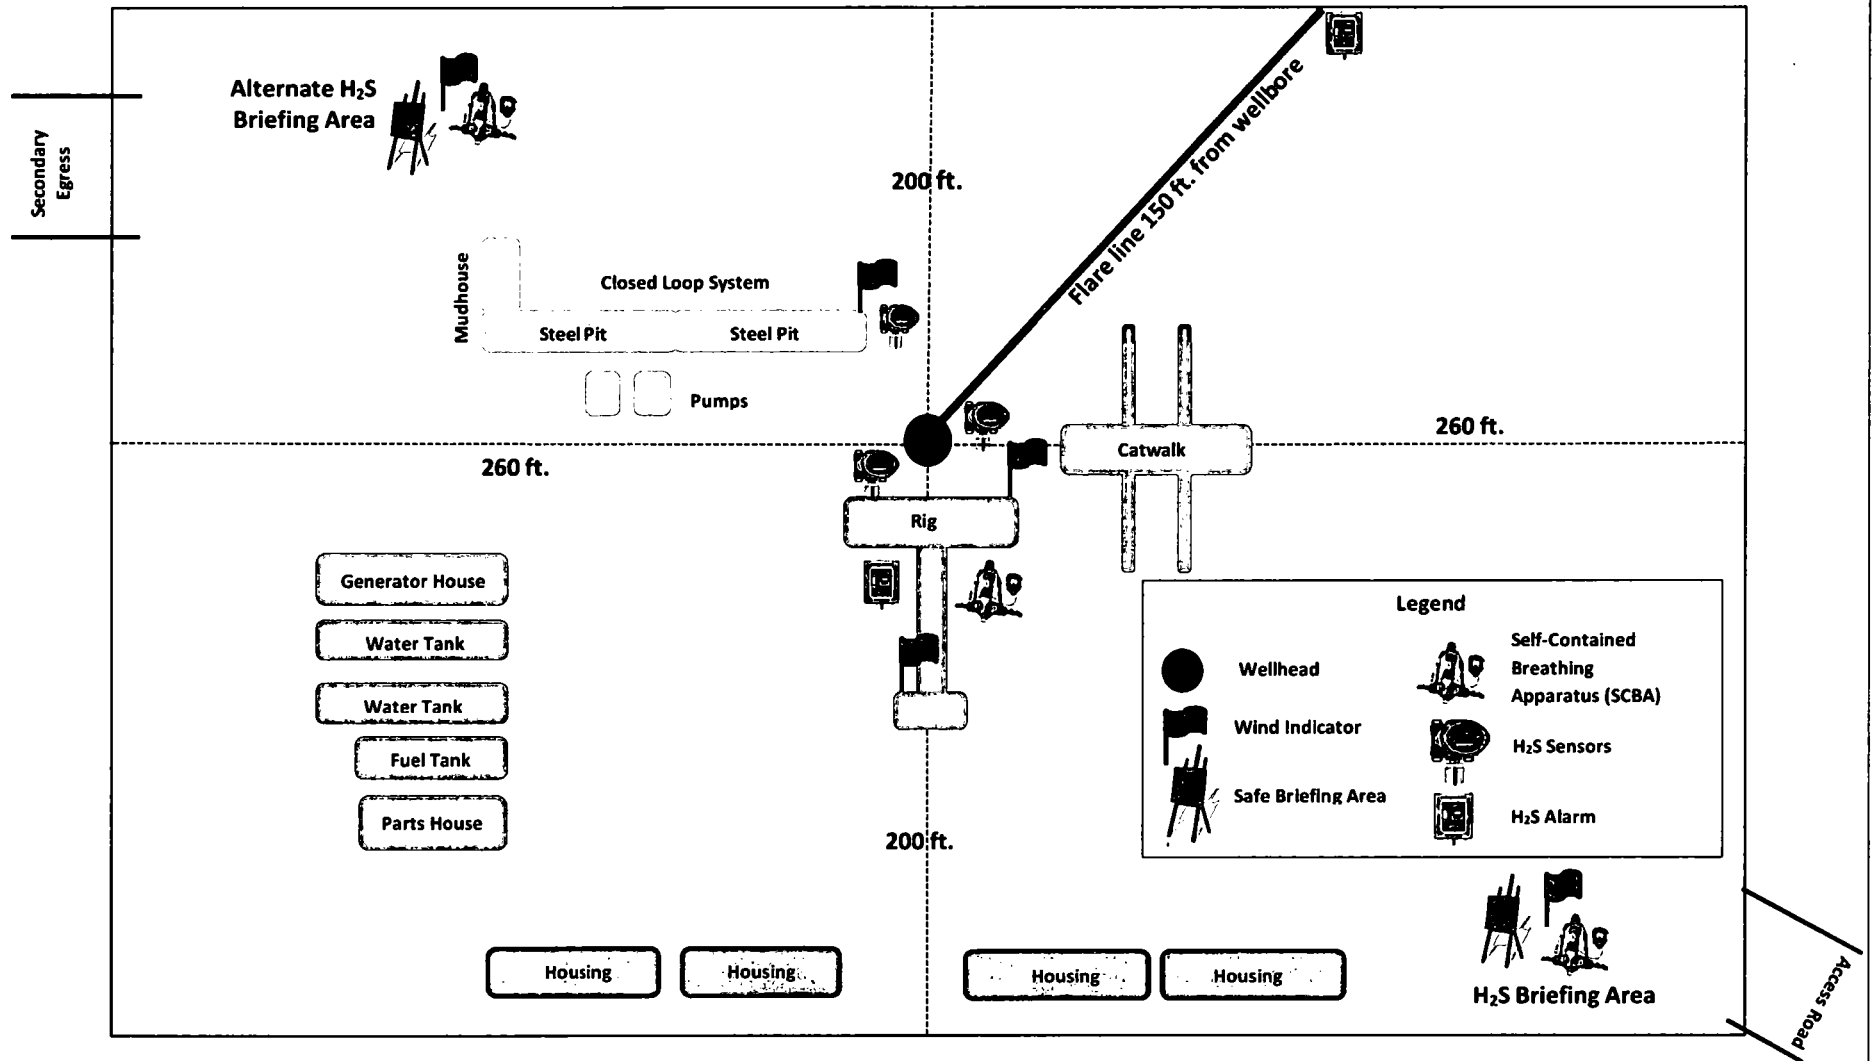 Alternate H₂S
Briefing Area
Secondary
Egress
200 ft.
Flare line 150 ft. from wellbore
Mudhouse
Closed Loop System
Steel Pit
Steel Pit
Pumps
260 ft.
260 ft.
Catwalk
Rig
Generator House
Water Tank
Water Tank
Fuel Tank
Parts House
Legend
Wellhead
Wind Indicator
Safe Briefing Area
Self-Contained
Breathing
Apparatus (SCBA)
H₂S Sensors
H₂S Alarm
200 ft.
Housing
Housing
Housing
Housing
H₂S Briefing Area
Access Road